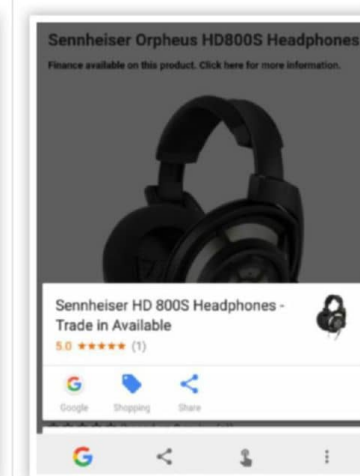 Sennheiser Orpheus HD800S Headphones
Finance available on this product. Click here for more information.
Sennheiser HD 800S Headphones -
Trade in Available
5.0 ★★★★★ (1)
Google Shopping Share
G